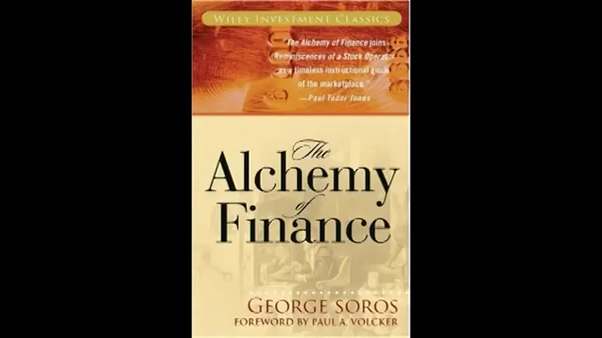 WILEY INVESTMENT CLASSICS
"The Alchemy of Finance joins
Reminiscences of a Stock Operator
as a timeless instructional guide
of the marketplace."
—Paul Tudor Jones
The
Alchemy
of
Finance
GEORGE SOROS
FOREWORD BY PAUL A. VOLCKER